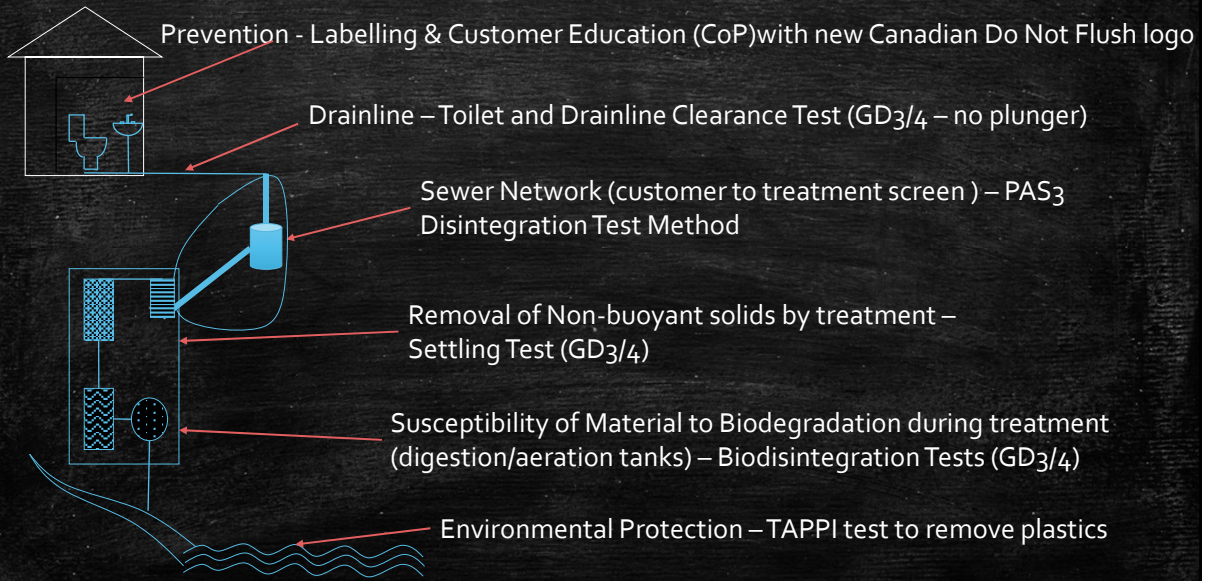 Prevention - Labelling & Customer Education (CoP)with new Canadian Do Not Flush logo
Drainline – Toilet and Drainline Clearance Test (GD3/4 – no plunger)
Sewer Network (customer to treatment screen ) – PAS3
Disintegration Test Method
Removal of Non-buoyant solids by treatment –
Settling Test (GD3/4)
Susceptibility of Material to Biodegradation during treatment
(digestion/aeration tanks) – Biodisintegration Tests (GD3/4)
Environmental Protection – TAPPI test to remove plastics